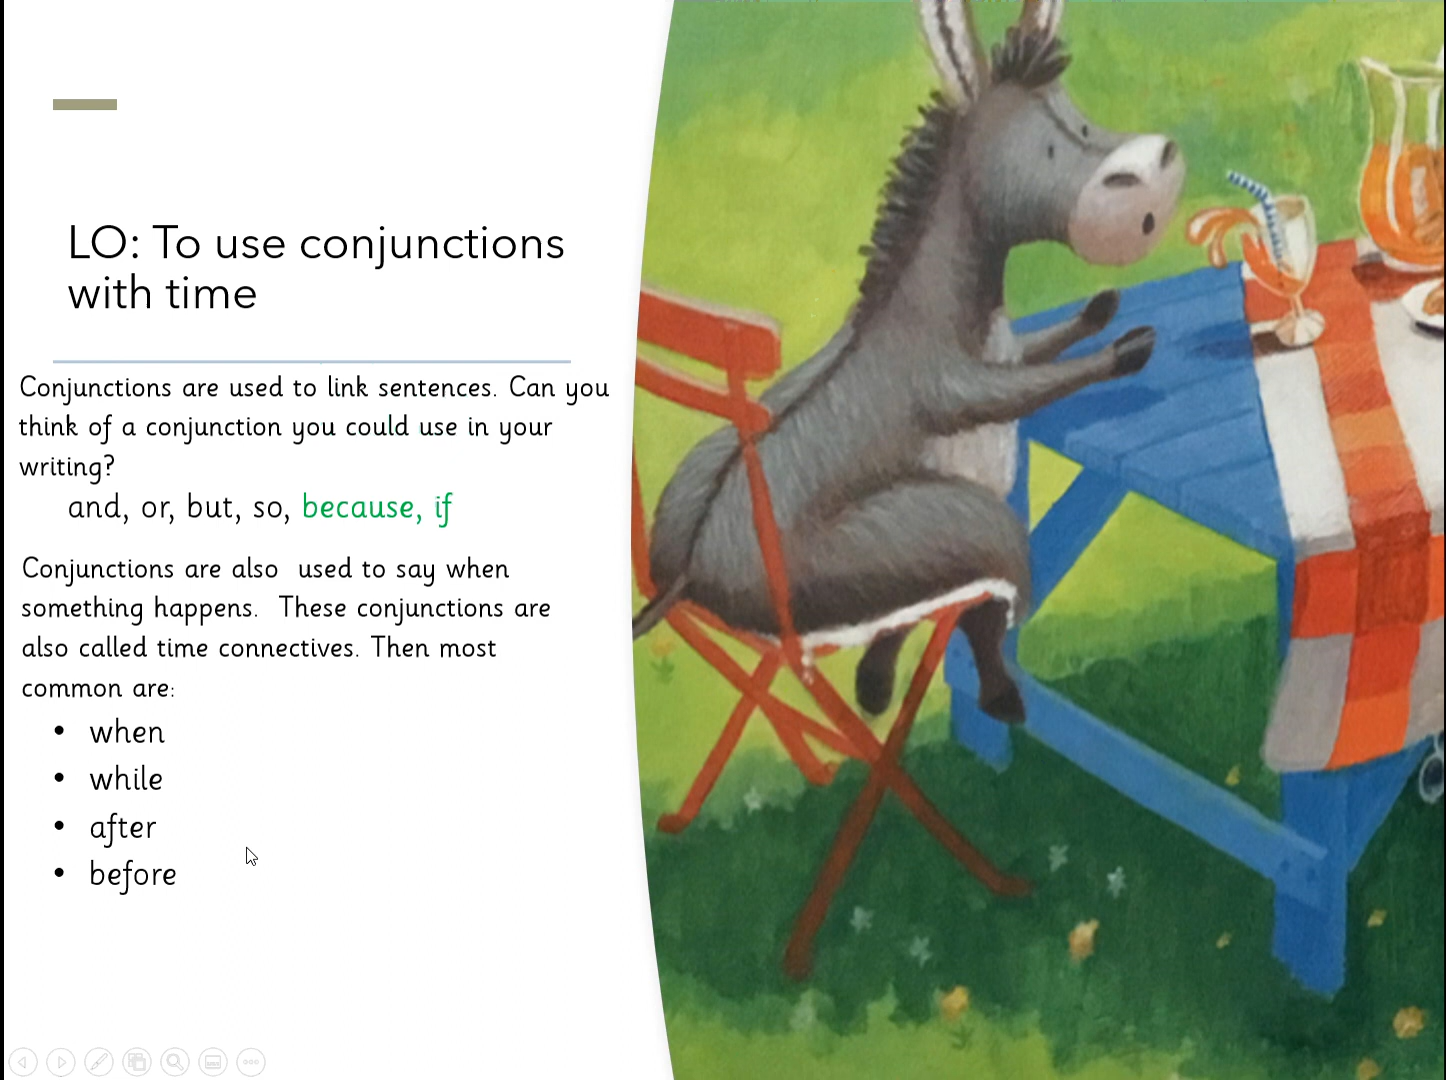 LO: To use conjunctions
with time
Conjunctions are used to link sentences. Can you
think of a conjunction you could use in your
writing?
and, or, but, so, because, if
Conjunctions are also  used to say when
something happens.  These conjunctions are
also called time connectives. Then most
common are:
• when
• while
• after
• before